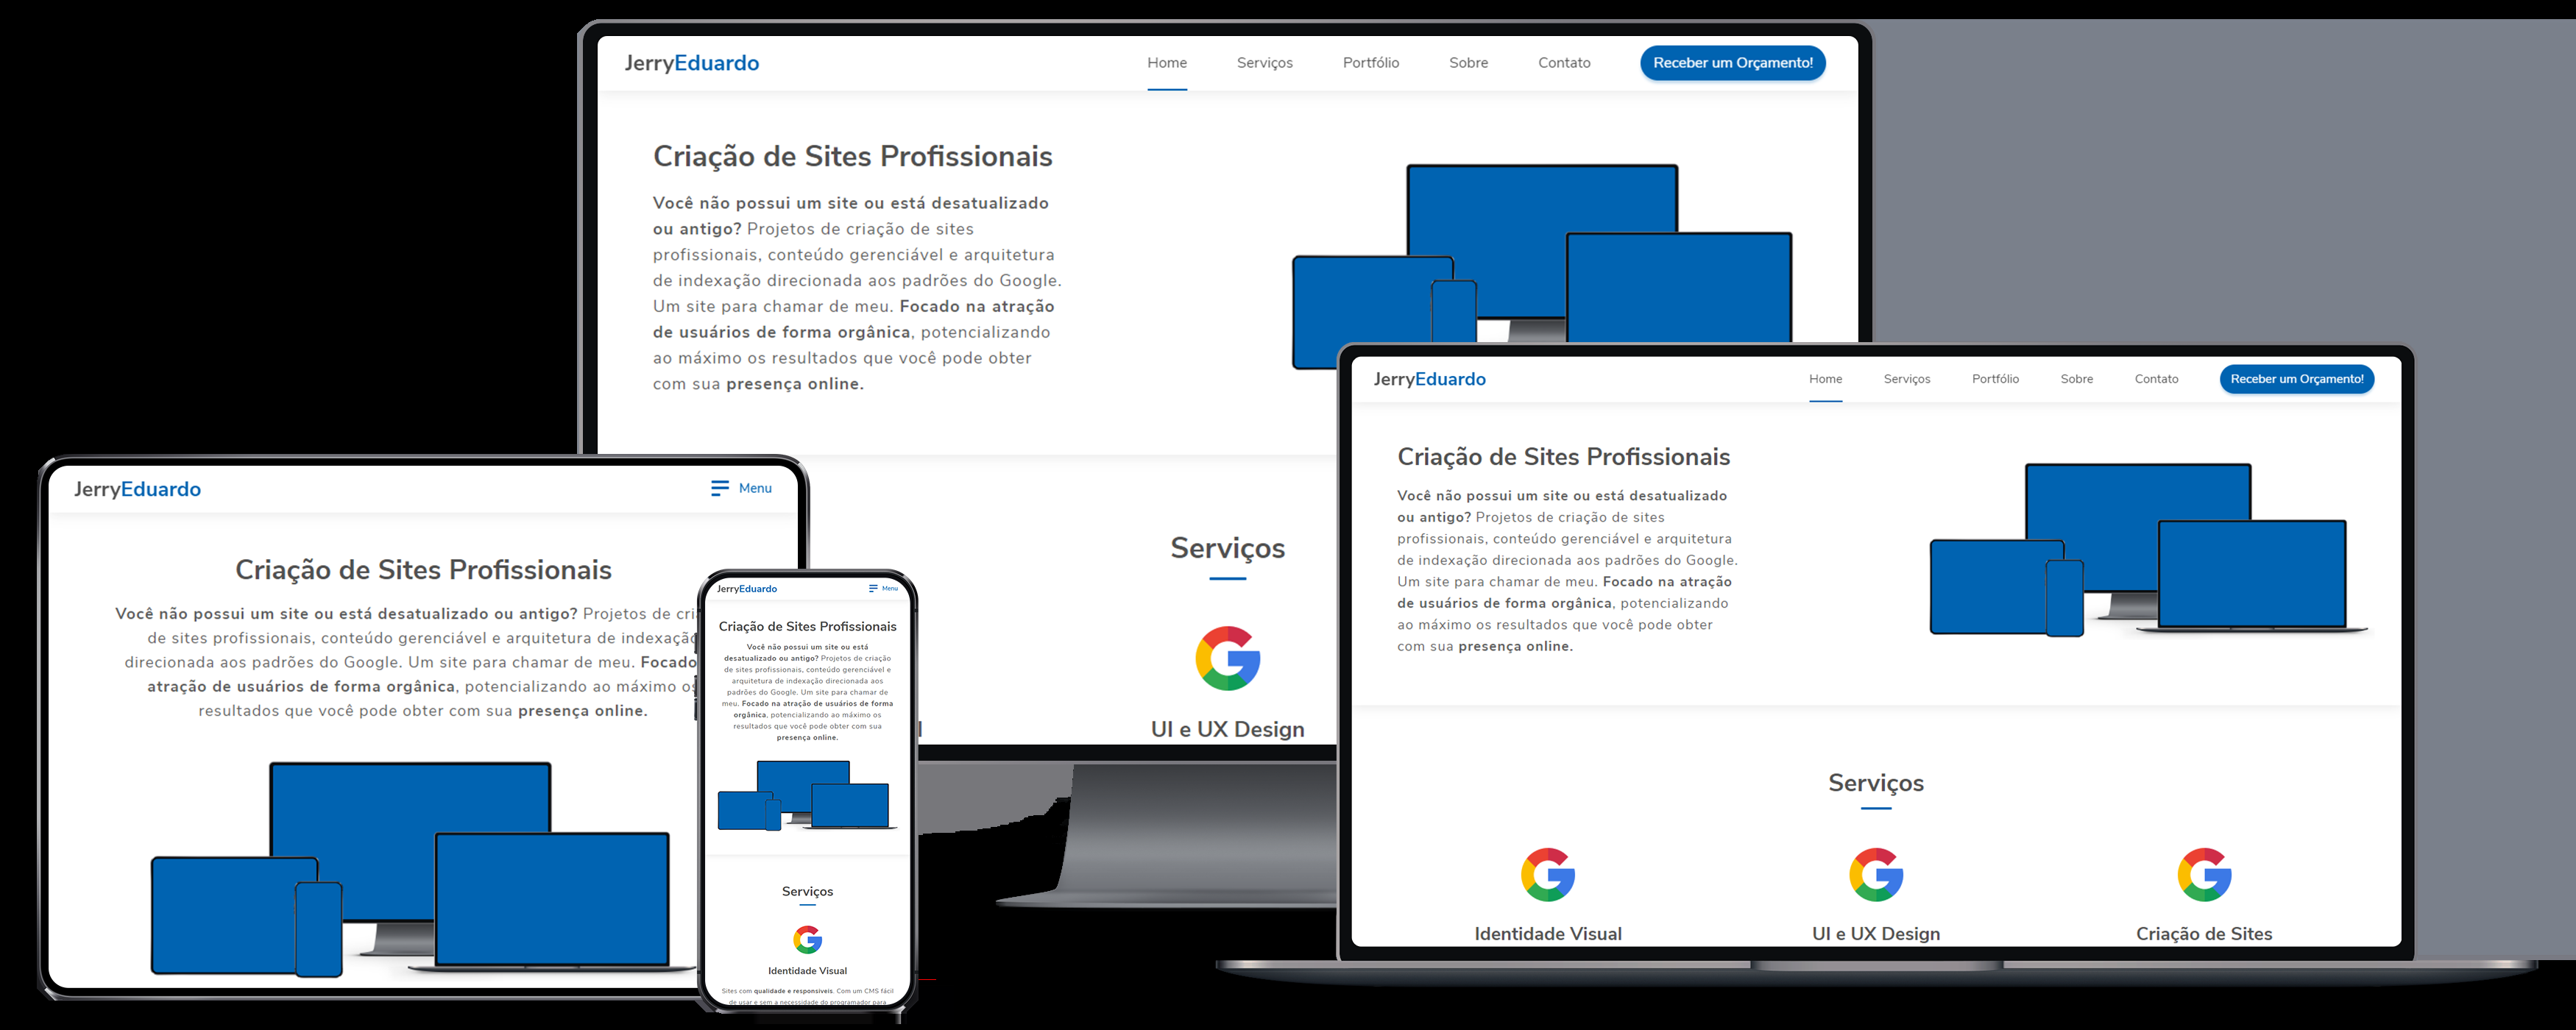 JerryEduardo
Home Serviços Portfólio Sobre Contato Receber um Orçamento!
Criação de Sites Profissionais
Você não possui um site ou está desatualizado
ou antigo? Projetos de criação de sites
profissionais, conteúdo gerenciável e arquitetura
de indexação direcionada aos padrões do Google.
Um site para chamar de meu. Focado na atração
de usuários de forma orgânica, potencializando
ao máximo os resultados que você pode obter
com sua presença online.
Serviços
UI e UX Design
JerryEduardo
Home Serviços Portfólio Sobre Contato Receber um Orçamento!
Criação de Sites Profissionais
Você não possui um site ou está desatualizado
ou antigo? Projetos de criação de sites
profissionais, conteúdo gerenciável e arquitetura
de indexação direcionada aos padrões do Google.
Um site para chamar de meu. Focado na atração
de usuários de forma orgânica, potencializando
ao máximo os resultados que você pode obter
com sua presença online.
Serviços
Identidade Visual UI e UX Design Criação de Sites
JerryEduardo Menu
Criação de Sites Profissionais
Você não possui um site ou está desatualizado ou antigo? Projetos de
de sites profissionais, conteúdo gerenciável e arquitetura de
direcionada aos padrões do Google. Um site para chamar de meu. Focado
atração de usuários de forma orgânica, potencializando ao máximo
resultados que você pode obter com sua presença online.
JerryEduardo Menu
Criação de Sites Profissionais
Você não possui um site ou está
desatualizado ou antigo? Projetos de criação
de sites profissionais, conteúdo gerenciável e
arquitetura de indexação direcionada aos
padrões do Google. Um site para chamar de
meu. Focado na atração de usuários de forma
orgânica, potencializando ao máximo os
resultados que você pode obter com sua
presença online.
Serviços
Identidade Visual
Sites com qualidade e responsíveis. Com um CMS fácil
de usar e sem a necessidade do programador para